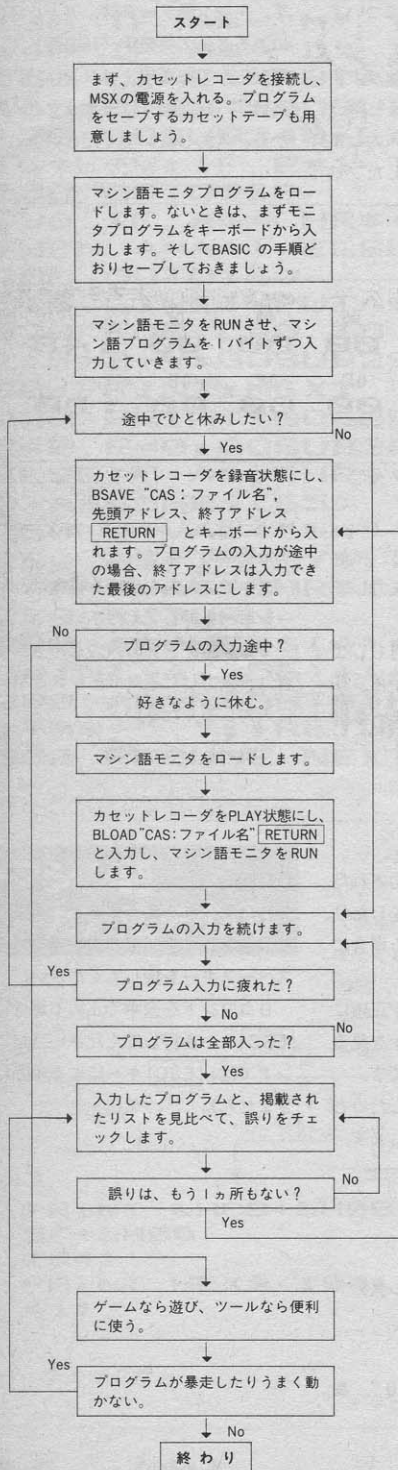 スタート
まず、カセットレコーダを接続し、
MSXの電源を入れる。プログラム
をセーブするカセットテープも用
意しましょう。
マシン語モニタプログラムをロー
ドします。ないときは、まずモニ
タプログラムをキーボードから入
力します。そしてBASIC の手順ど
おりセーブしておきましょう。
マシン語モニタをRUNさせ、マシ
ン語プログラムを1バイトずつ入
力していきます。
途中でひと休みしたい?
No
Yes
カセットレコーダを録音状態にし、
BSAVE "CAS:ファイル名",
先頭アドレス、終了アドレス
RETURN とキーボードから入
れます。プログラムの入力が途中
の場合、終了アドレスは入力でき
た最後のアドレスにします。
No
プログラムの入力途中?
Yes
好きなように休む。
マシン語モニタをロードします。
カセットレコーダをPLAY状態にし、
BLOAD"CAS:ファイル名" RETURN
と入力し、マシン語モニタをRUN
します。
プログラムの入力を続けます。
Yes
プログラム入力に疲れた?
No
プログラムは全部入った?
No
Yes
入力したプログラムと、掲載され
たリストを見比べて、誤りをチェ
ックします。
誤りは、もう1ヵ所もない?
No
Yes
ゲームなら遊び、ツールなら便利
に使う。
Yes
プログラムが暴走したりうまく動
かない。
No
終わり